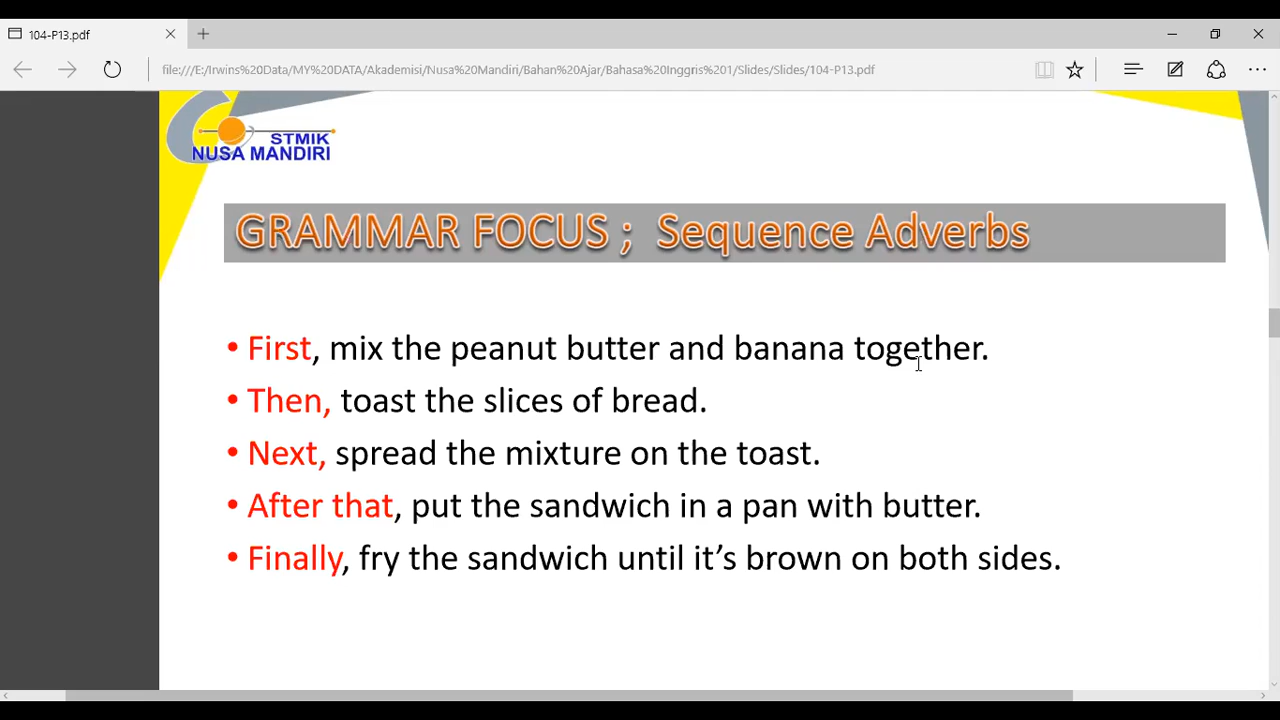 104-P13.pdf
file:///E:/Irwins%20Data/MY%20DATA/Akademisi/Nusa%20Mandiri/Bahan%20Ajar/Bahasa%20Inggris%201/Slides/Slides/104-P13.pdf
STMIK
NUSA MANDIRI
GRAMMAR FOCUS ; Sequence Adverbs
• First, mix the peanut butter and banana together.
• Then, toast the slices of bread.
• Next, spread the mixture on the toast.
• After that, put the sandwich in a pan with butter.
• Finally, fry the sandwich until it’s brown on both sides.